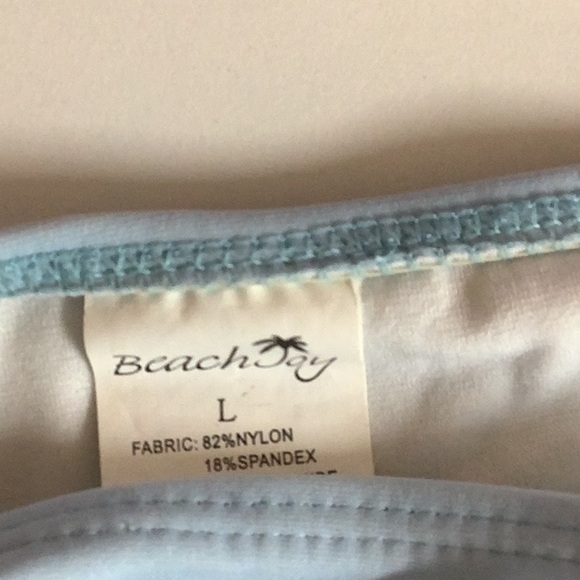 BeachJoy
L
FABRIC: 82%NYLON
18%SPANDEX